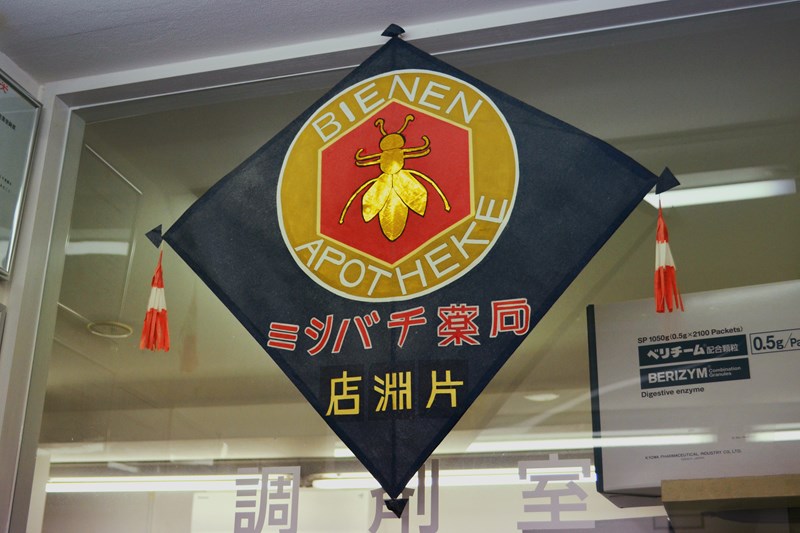 BIENEN
APOTHEKE
ミツバチ薬局
片淵店
SP 1050g(0.5g×2100 Packets)
ベリチーム配合顆粒 0.5g/Pa
BERIZYM Combination Granules
Digestive enzyme
調剤室